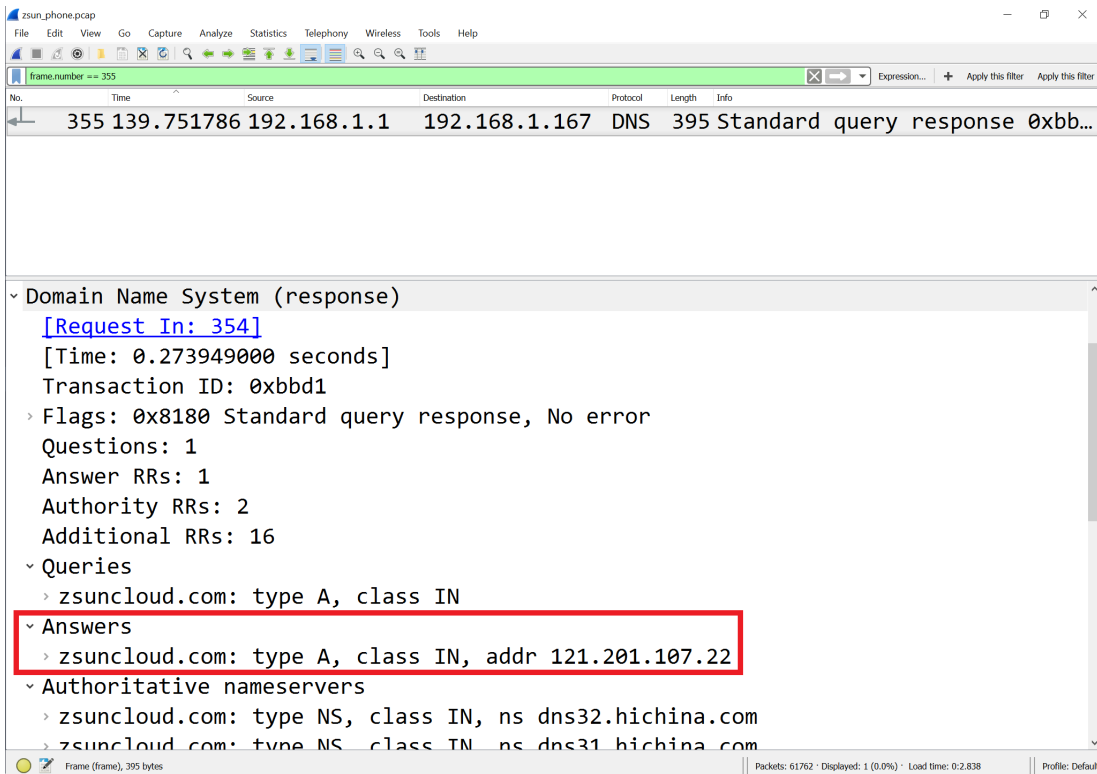 zsun_phone.pcap
File Edit View Go Capture Analyze Statistics Telephony Wireless Tools Help
frame.number == 355 Expression... + Apply this filter Apply this filter
No. Time Source Destination Protocol Length Info
355 139.751786 192.168.1.1 192.168.1.167 DNS 395 Standard query response 0xbb…
Domain Name System (response)
[Request In: 354]
[Time: 0.273949000 seconds]
Transaction ID: 0xbbd1
Flags: 0x8180 Standard query response, No error
Questions: 1
Answer RRs: 1
Authority RRs: 2
Additional RRs: 16
Queries
zsuncloud.com: type A, class IN
Answers
zsuncloud.com: type A, class IN, addr 121.201.107.22
Authoritative nameservers
zsuncloud.com: type NS, class IN, ns dns32.hichina.com
zsuncloud.com: type NS, class IN, ns dns31.hichina.com
Frame (frame), 395 bytes Packets: 61762 · Displayed: 1 (0.0%) · Load time: 0:2.838 Profile: Defaul